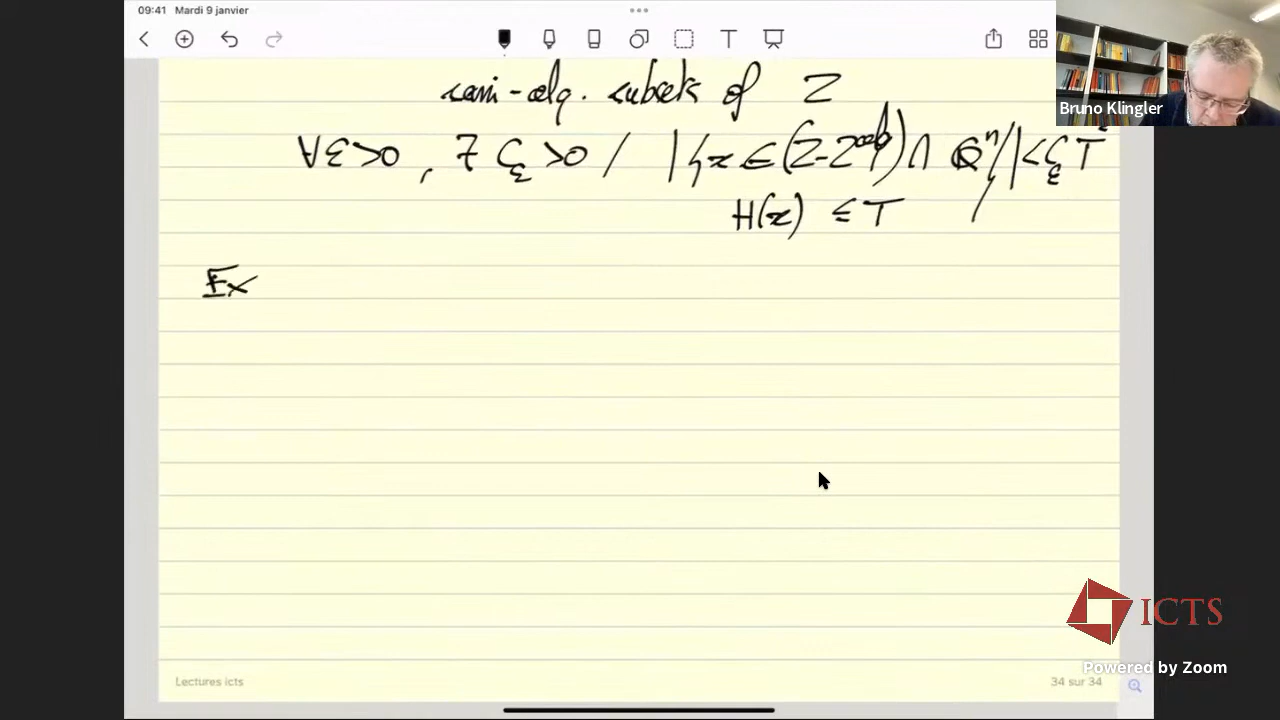 09:41 Mardi 9 janvier
T
Bruno Klingler
semi-alg. subsets of Z
∀ε>0, ∃ C_ε >0 / |{x ∈ (Z-Z^alg) ∩ Q^n / | < C_ε T^ε
H(x) ≤ T
Ex
ICTS
Powered by Zoom
Lectures icts
34 sur 34